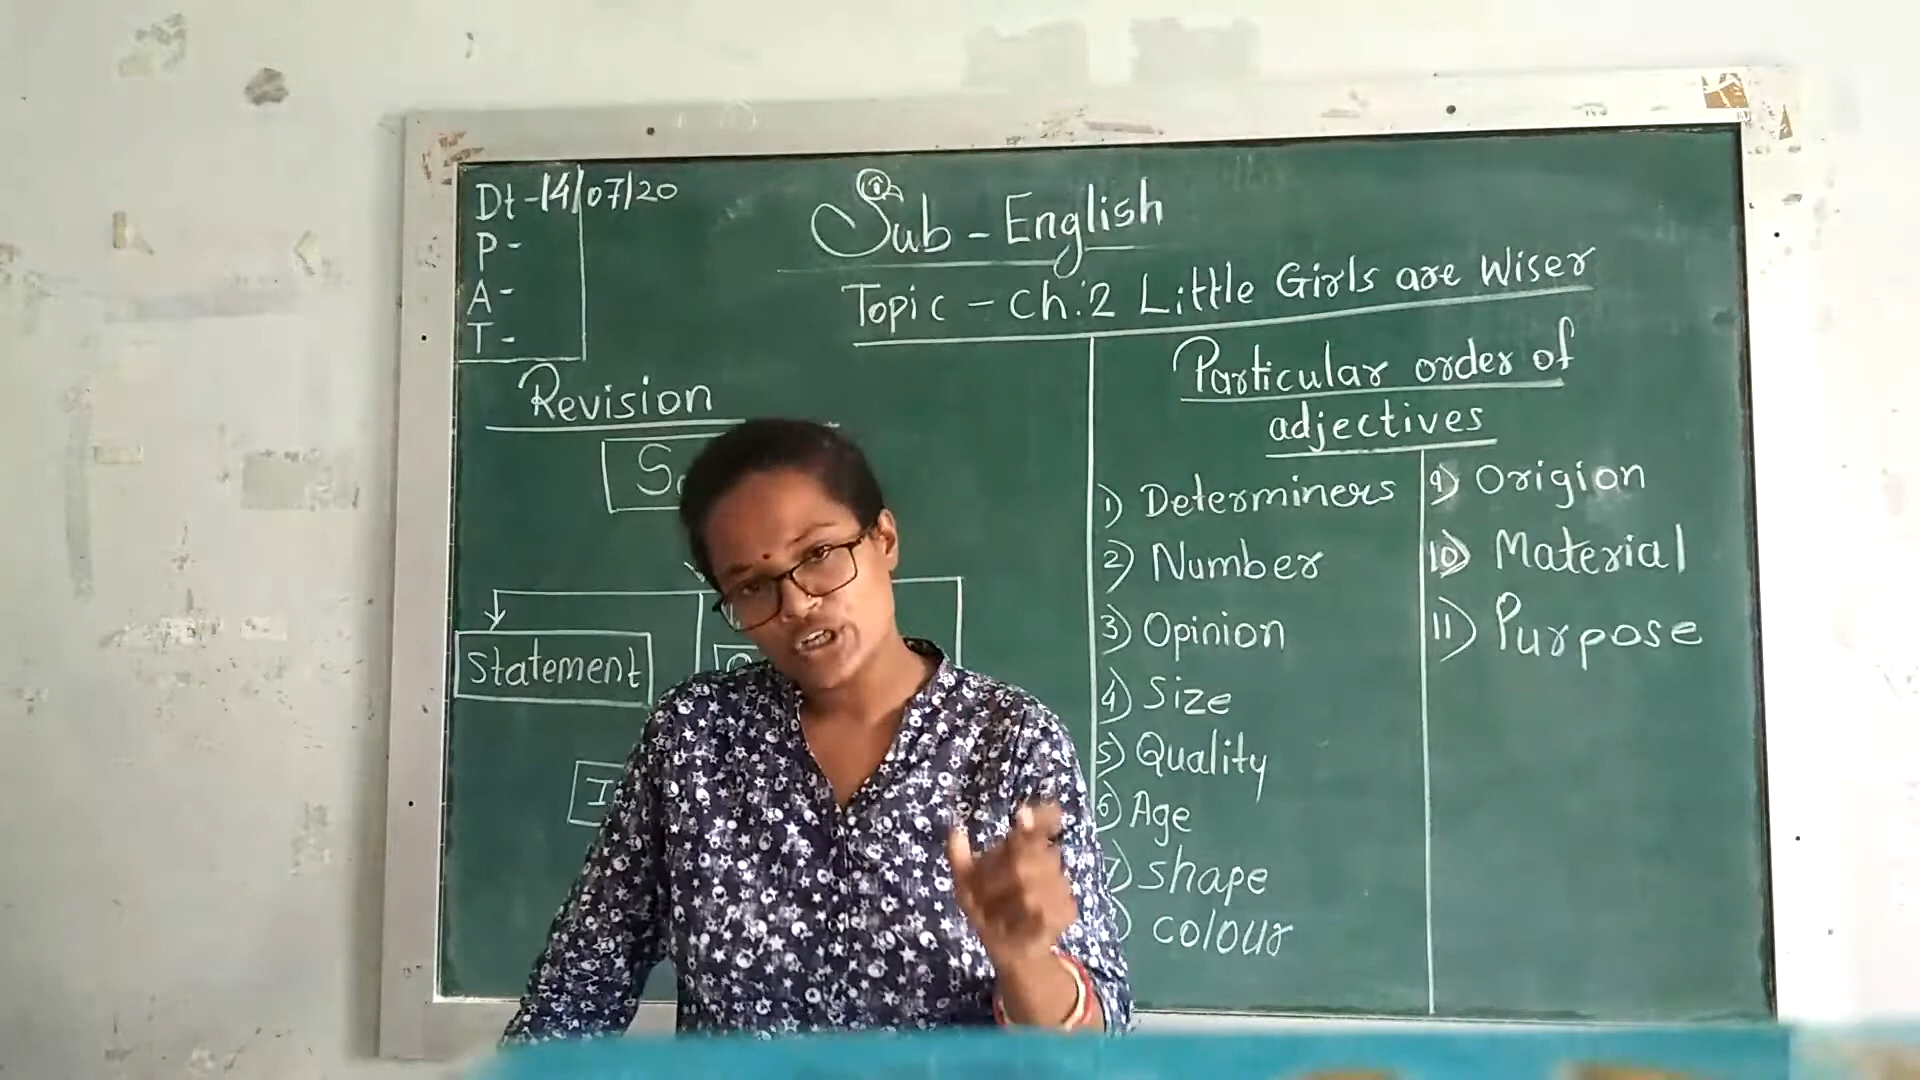 Dt-14/07/20
P-
A-
T-
Sub-English
Topic-Ch:2 Little Girls are Wiser
Revision
Statement
Particular order of
adjectives
1) Determiners
2) Number
3) Opinion
4) Size
5) Quality
6) Age
7) shape
) colour
9) Origion
10) Material
11) Purpose